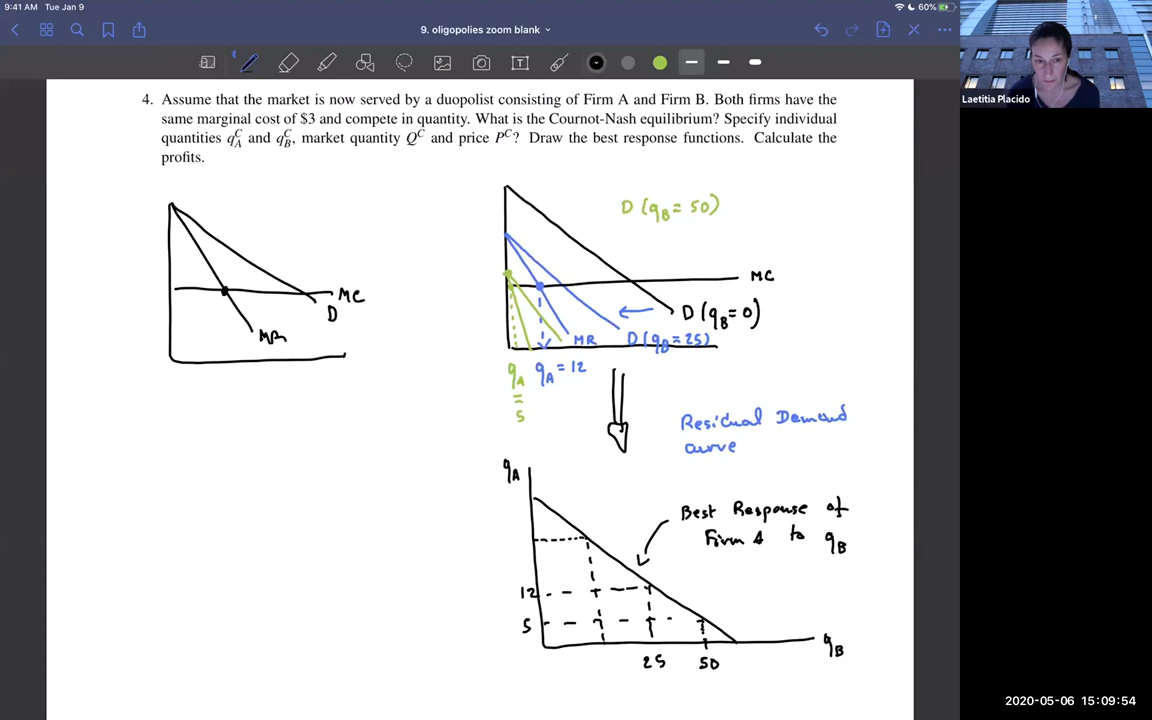 9:41 AM Tue Jan 9
60%
9. oligopolies zoom blank
4. Assume that the market is now served by a duopolist consisting of Firm A and Firm B. Both firms have the
same marginal cost of $3 and compete in quantity. What is the Cournot-Nash equilibrium? Specify individual
quantities q_A^C and q_B^C, market quantity Q^C and price P^C? Draw the best response functions. Calculate the
profits.
Laetitia Placido
D (q_B = 50)
MC
MC
D
MR
D (q_B = 0)
MR
D (q_B = 25)
q_A = 12
q_A
=
5
Residual Demand
curve
q_A
Best Response of
Firm A to q_B
12
5
q_B
25
50
2020-05-06 15:09:54